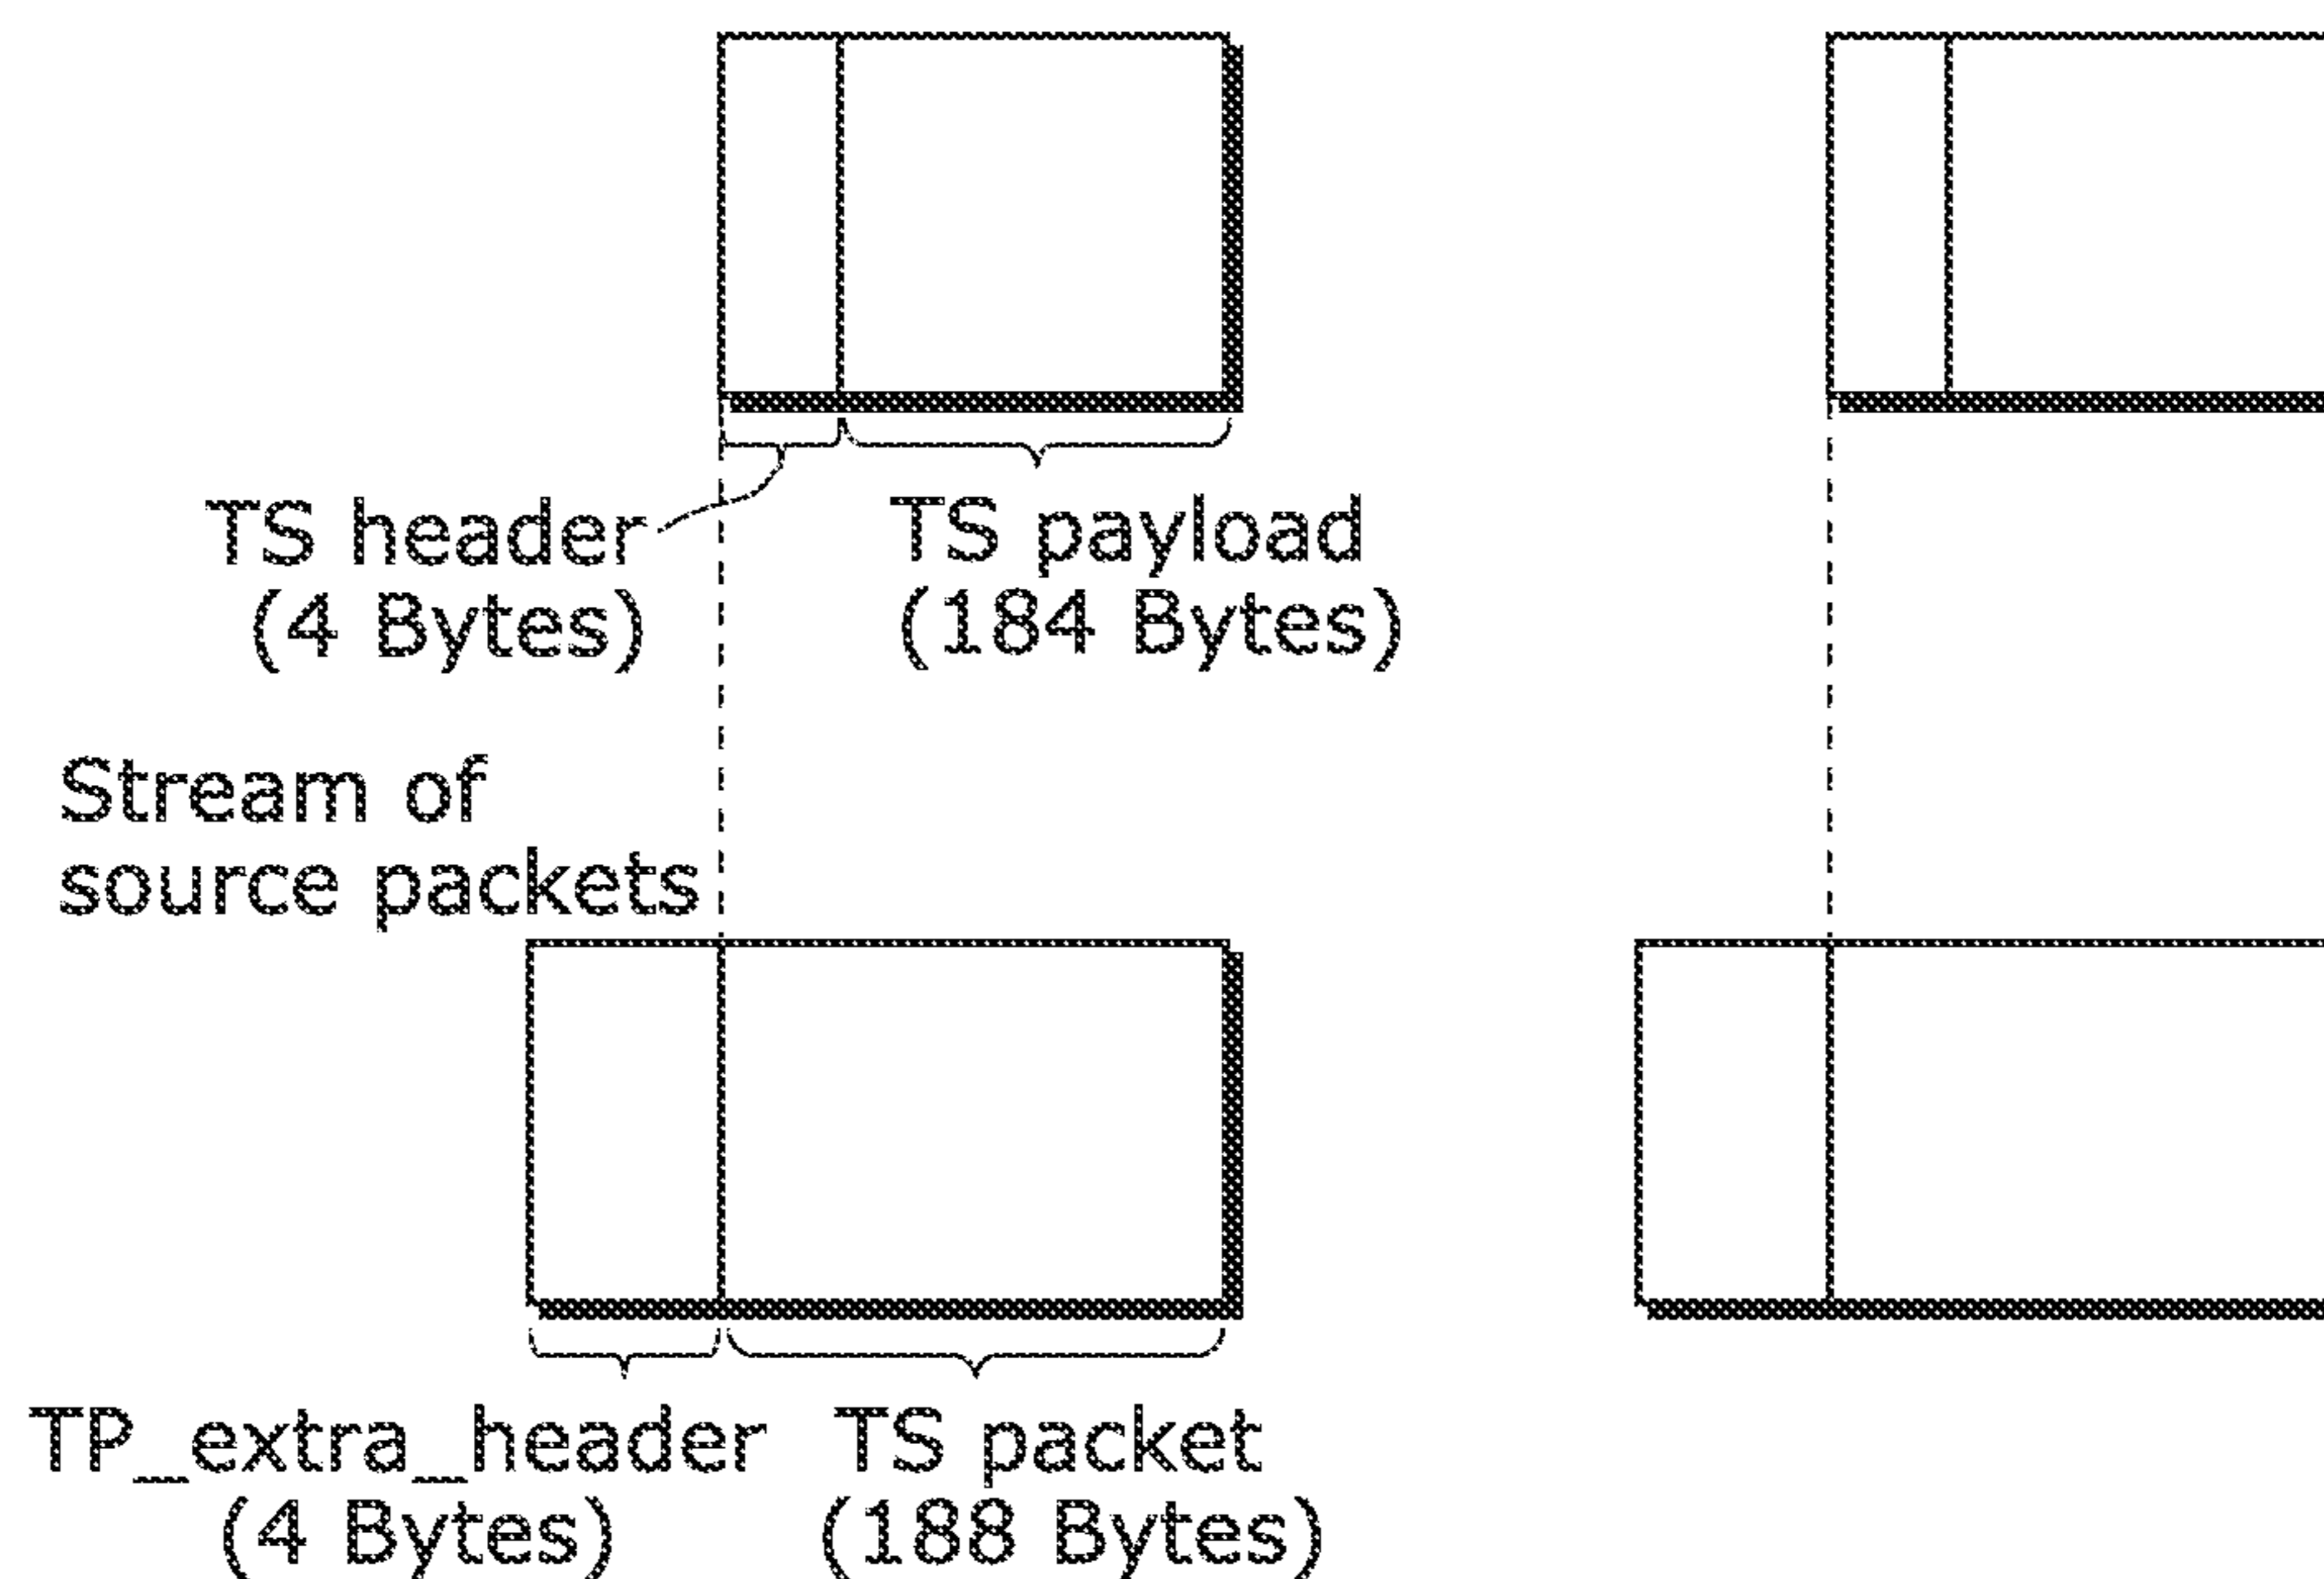 TS header
(4 Bytes)
TS payload
(184 Bytes)
Stream of
source packets
TP_extra_header
(4 Bytes)
TS packet
(188 Bytes)